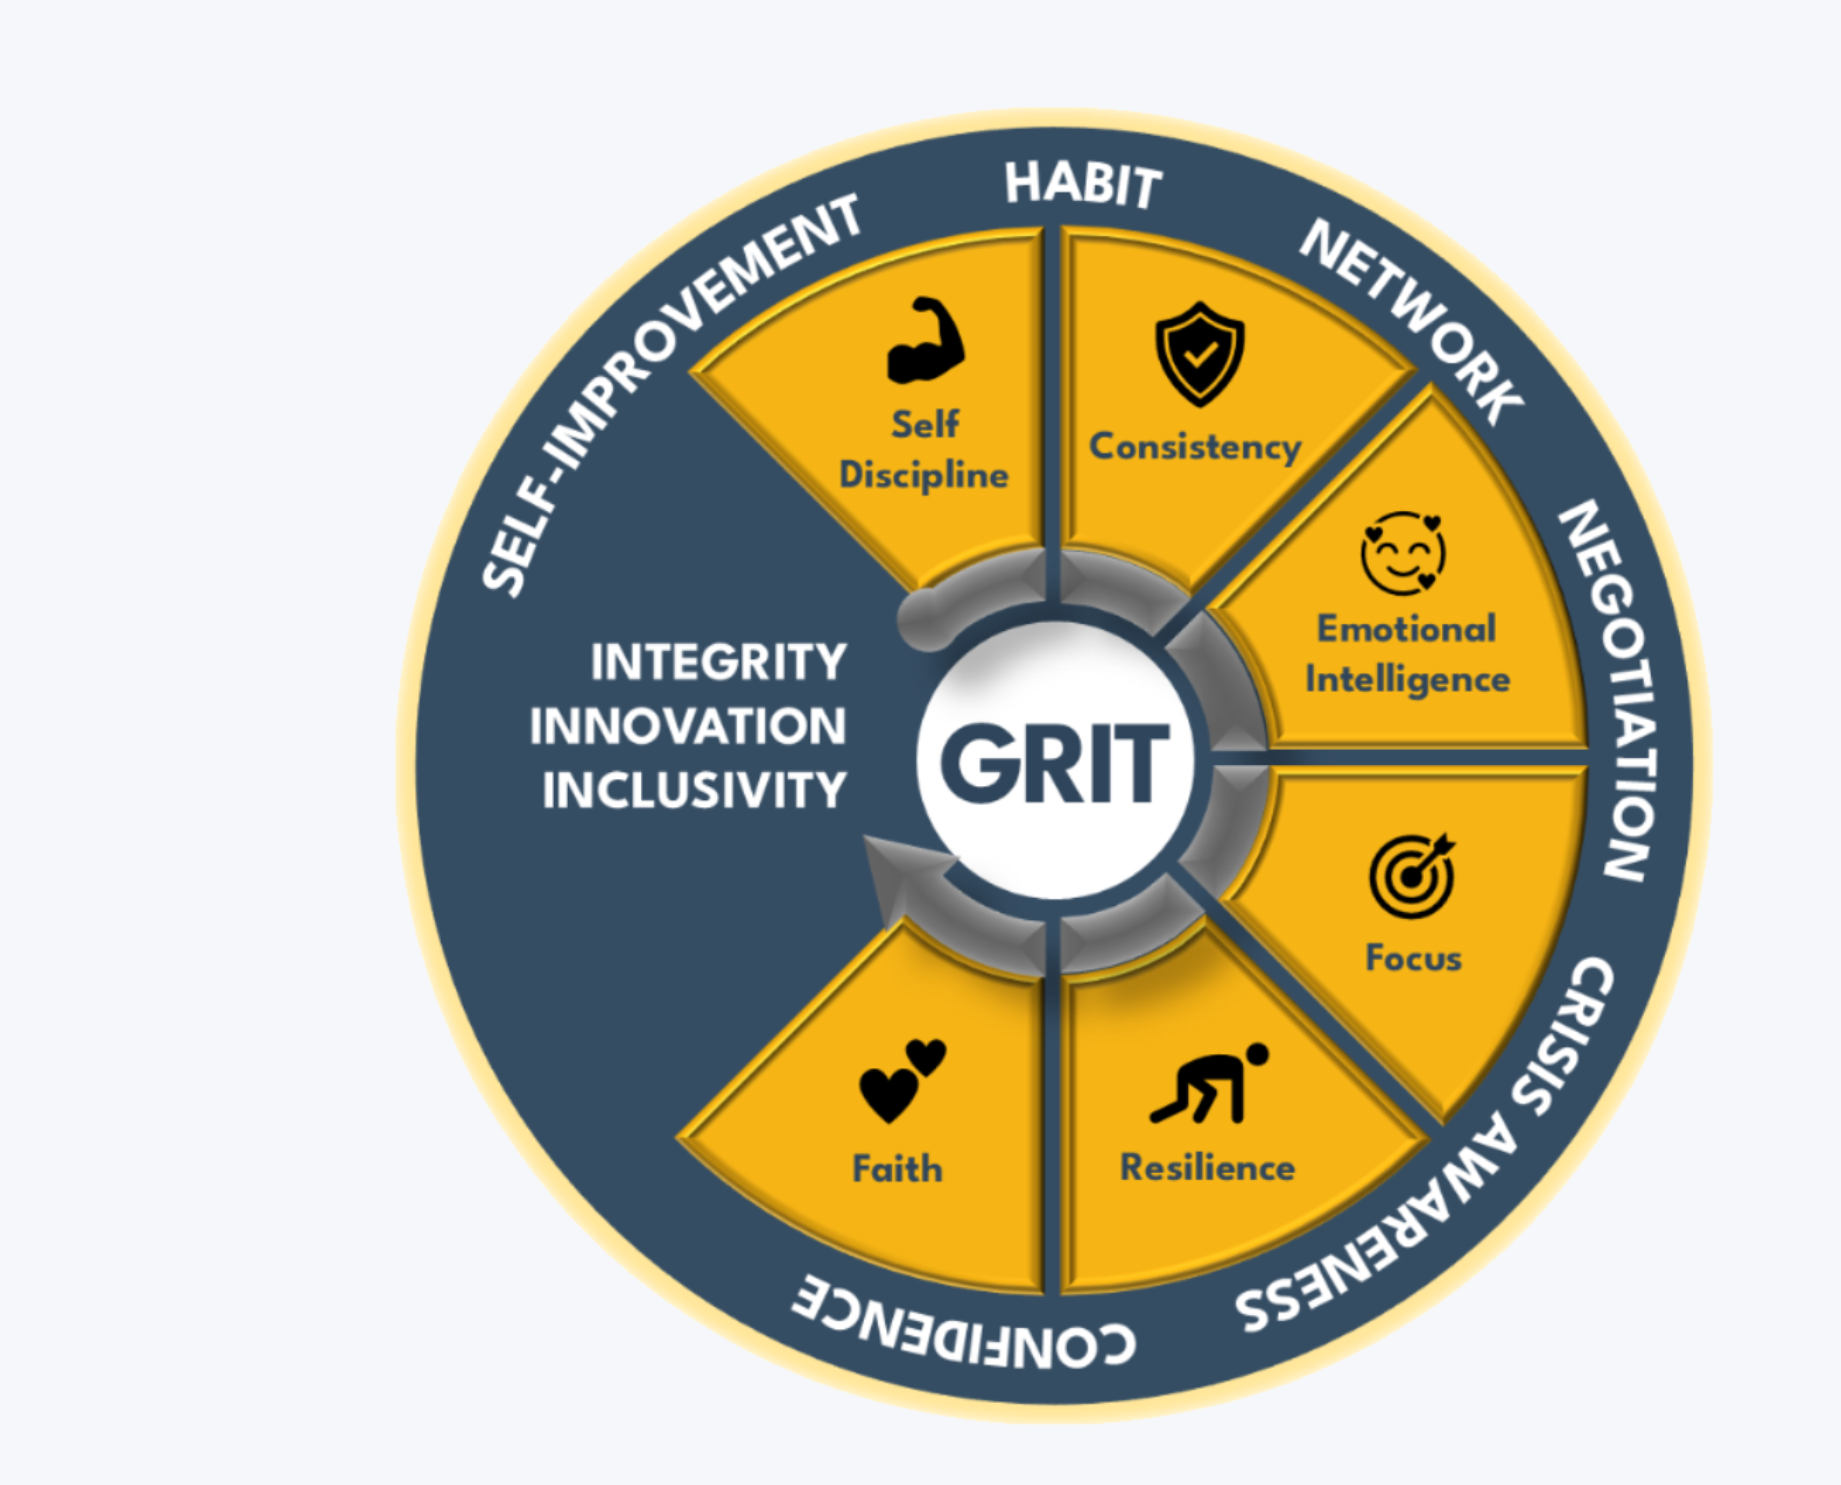 SELF-IMPROVEMENT
HABIT
NETWORK
NEGOTIATION
CRISIS AWARENESS
CONFIDENCE
Self
Discipline
Consistency
Emotional
Intelligence
Focus
Resilience
Faith
INTEGRITY
INNOVATION
INCLUSIVITY
GRIT